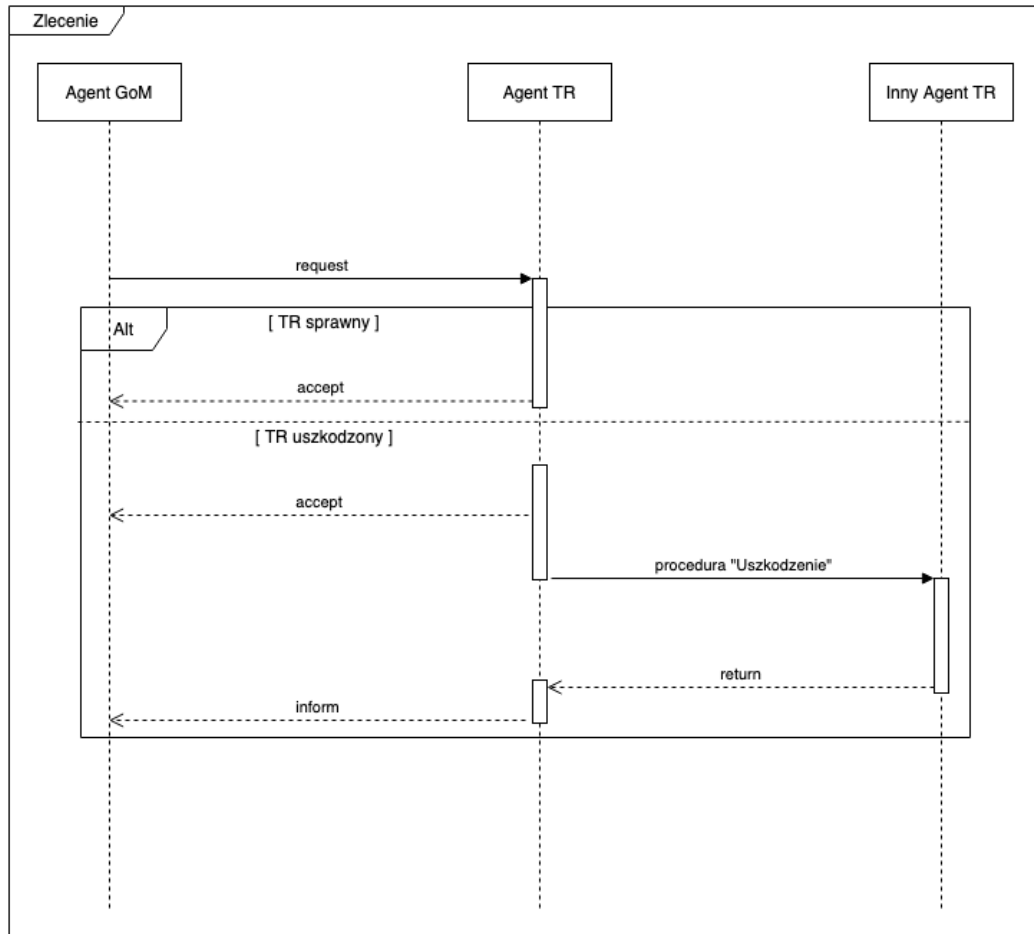 Zlecenie
Agent GoM
Agent TR
Inny Agent TR
request
Alt
[ TR sprawny ]
accept
[ TR uszkodzony ]
accept
procedura "Uszkodzenie"
return
inform